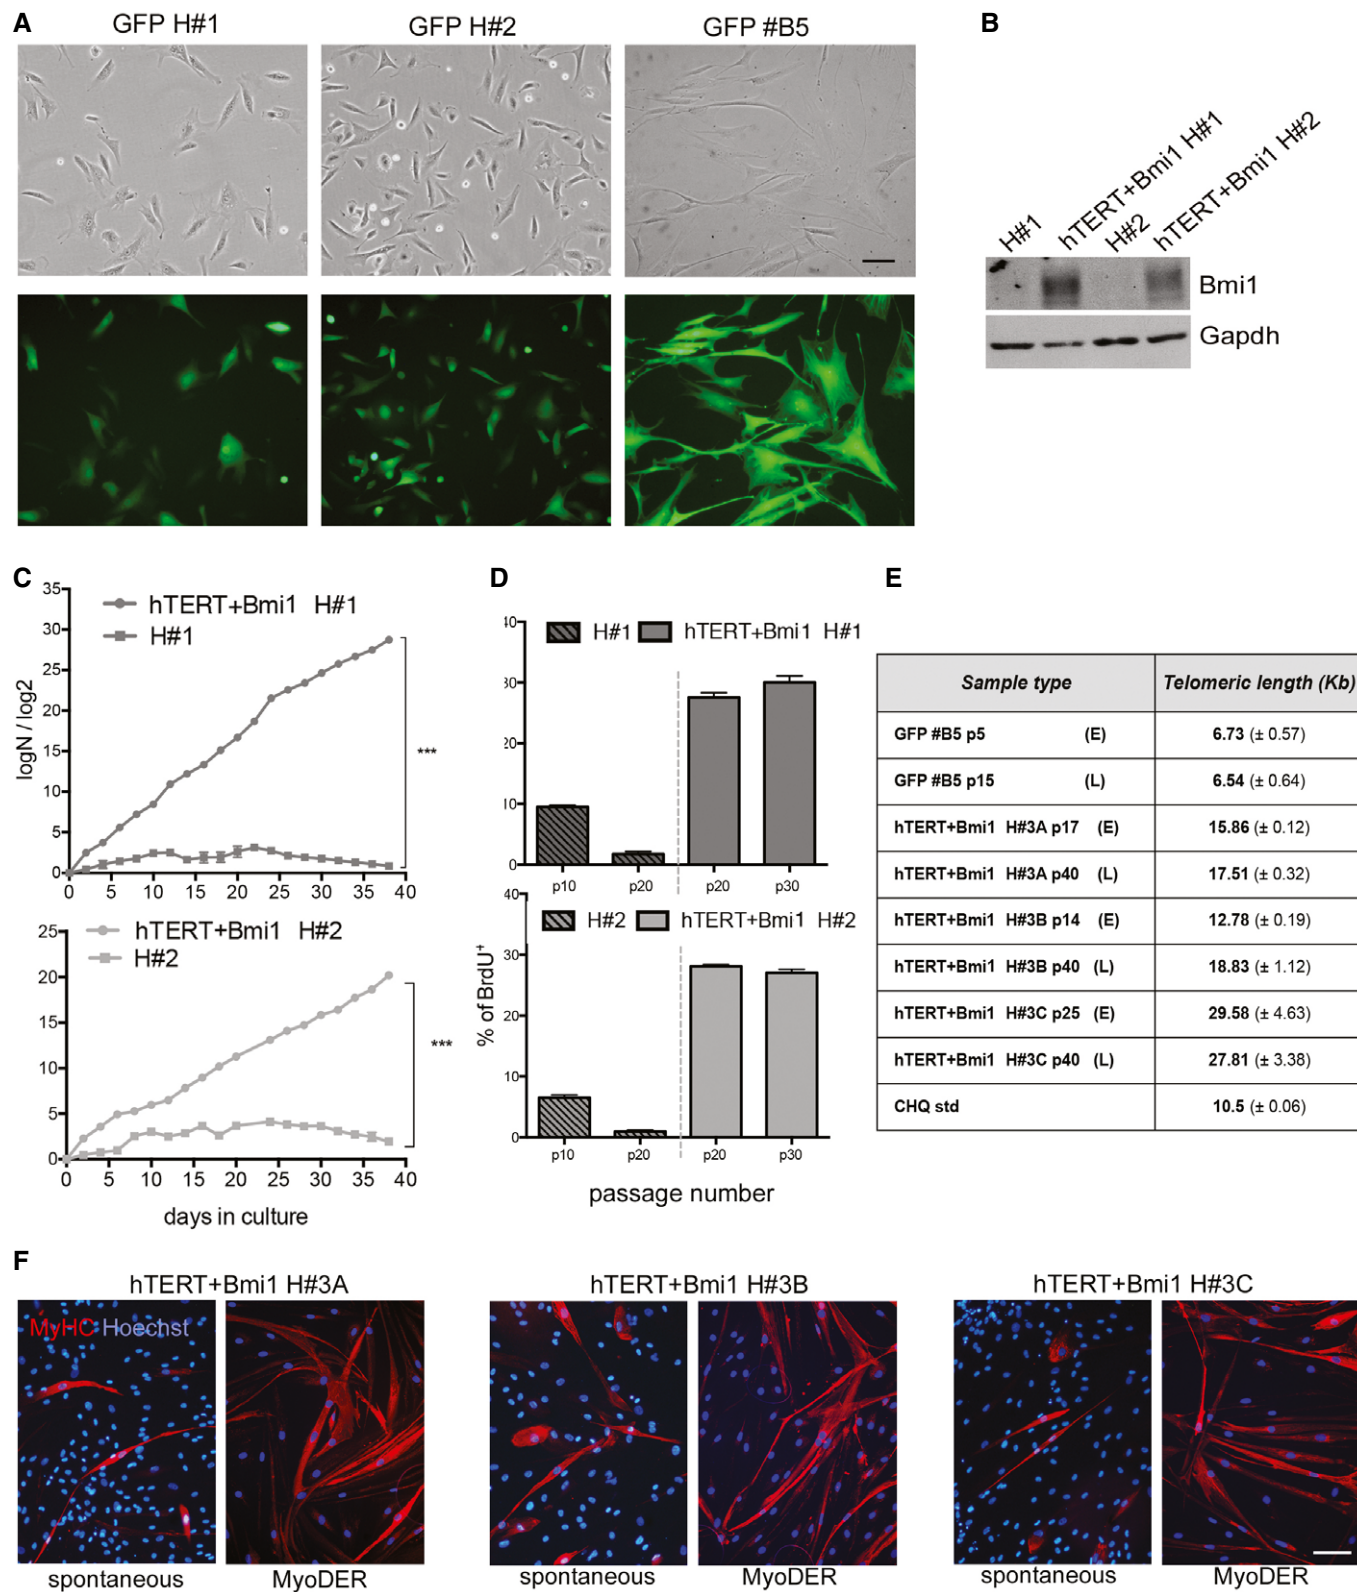 A
GFP H#1
GFP H#2
GFP #B5
B
H#1
hTERT+Bmi1 H#1
H#2
hTERT+Bmi1 H#2
Bmi1
Gapdh
C
35
30
25
20
15
10
5
0
logN / log2
hTERT+Bmi1 H#1
H#1
***
0 5 10 15 20 25 30 35 40
25
20
15
10
5
0
hTERT+Bmi1 H#2
H#2
***
0 5 10 15 20 25 30 35 40
days in culture
D
40
30
20
10
0
H#1 hTERT+Bmi1 H#1
p10 p20 p20 p30
40
30
20
10
0
H#2 hTERT+Bmi1 H#2
% of BrdU+
p10 p20 p20 p30
passage number
E
Sample type Telomeric length (Kb)
GFP #B5 p5 (E) 6.73 (± 0.57)
GFP #B5 p15 (L) 6.54 (± 0.64)
hTERT+Bmi1 H#3A p17 (E) 15.86 (± 0.12)
hTERT+Bmi1 H#3A p40 (L) 17.51 (± 0.32)
hTERT+Bmi1 H#3B p14 (E) 12.78 (± 0.19)
hTERT+Bmi1 H#3B p40 (L) 18.83 (± 1.12)
hTERT+Bmi1 H#3C p25 (E) 29.58 (± 4.63)
hTERT+Bmi1 H#3C p40 (L) 27.81 (± 3.38)
CHQ std 10.5 (± 0.06)
F
hTERT+Bmi1 H#3A
hTERT+Bmi1 H#3B
hTERT+Bmi1 H#3C
MyHC Hoechst
spontaneous
MyoDER
spontaneous
MyoDER
spontaneous
MyoDER